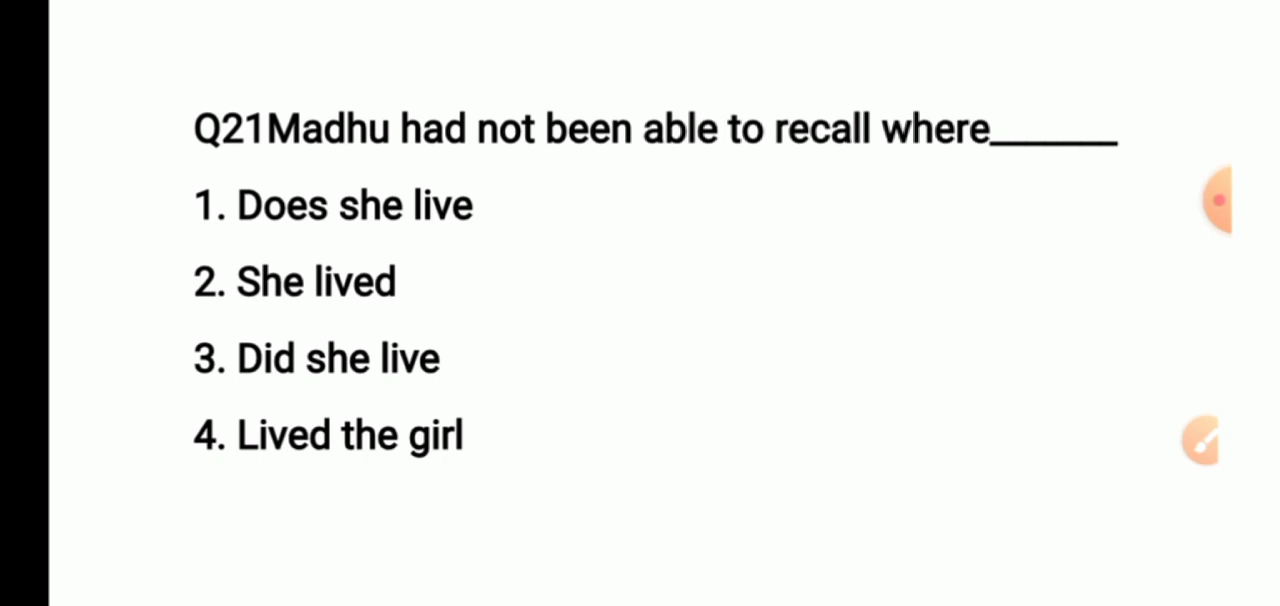 Q21Madhu had not been able to recall where_______
1. Does she live
2. She lived
3. Did she live
4. Lived the girl